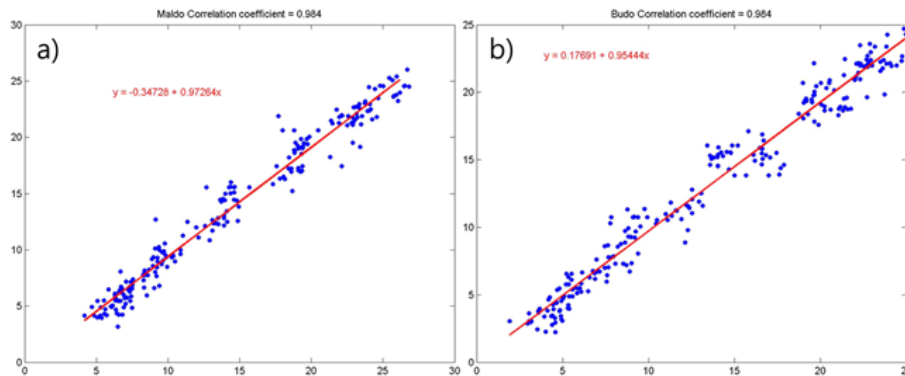 Maldo Correlation coefficient = 0.984
a)
y = -0.34728 + 0.97264x
30
25
20
15
10
5
0
0 5 10 15 20 25 30
Budo Correlation coefficient = 0.984
b)
y = 0.17691 + 0.95444x
25
20
15
10
5
0
0 5 10 15 20 25